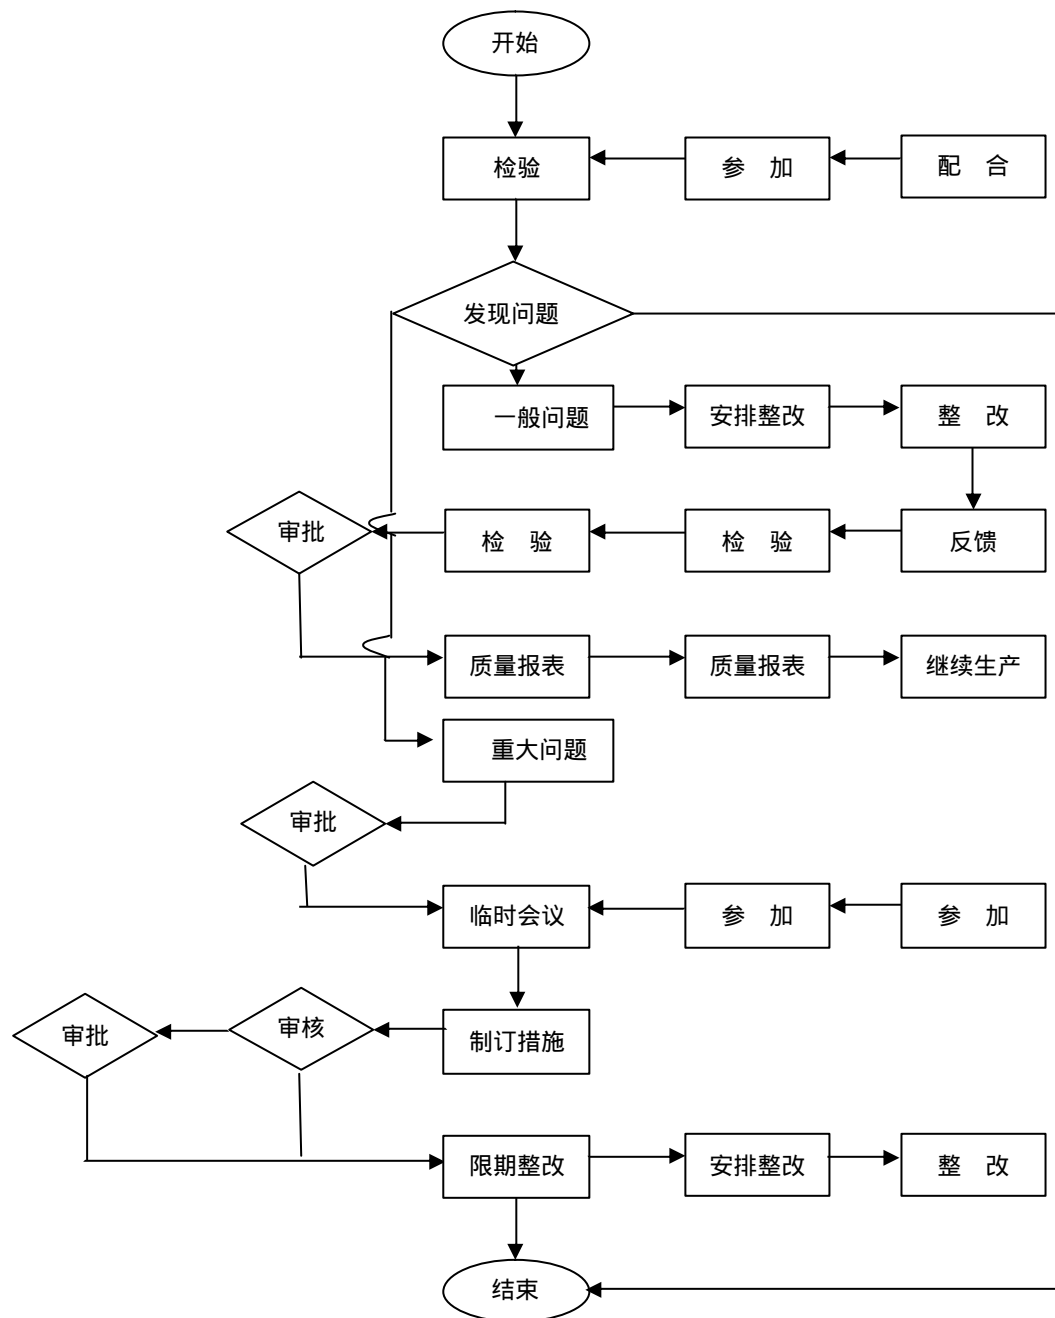 开始
检验
参 加
配 合
发现问题
一般问题
安排整改
整 改
审批
检 验
检 验
反馈
质量报表
质量报表
继续生产
重大问题
审批
临时会议
参 加
参 加
审批
审核
制订措施
限期整改
安排整改
整 改
结束